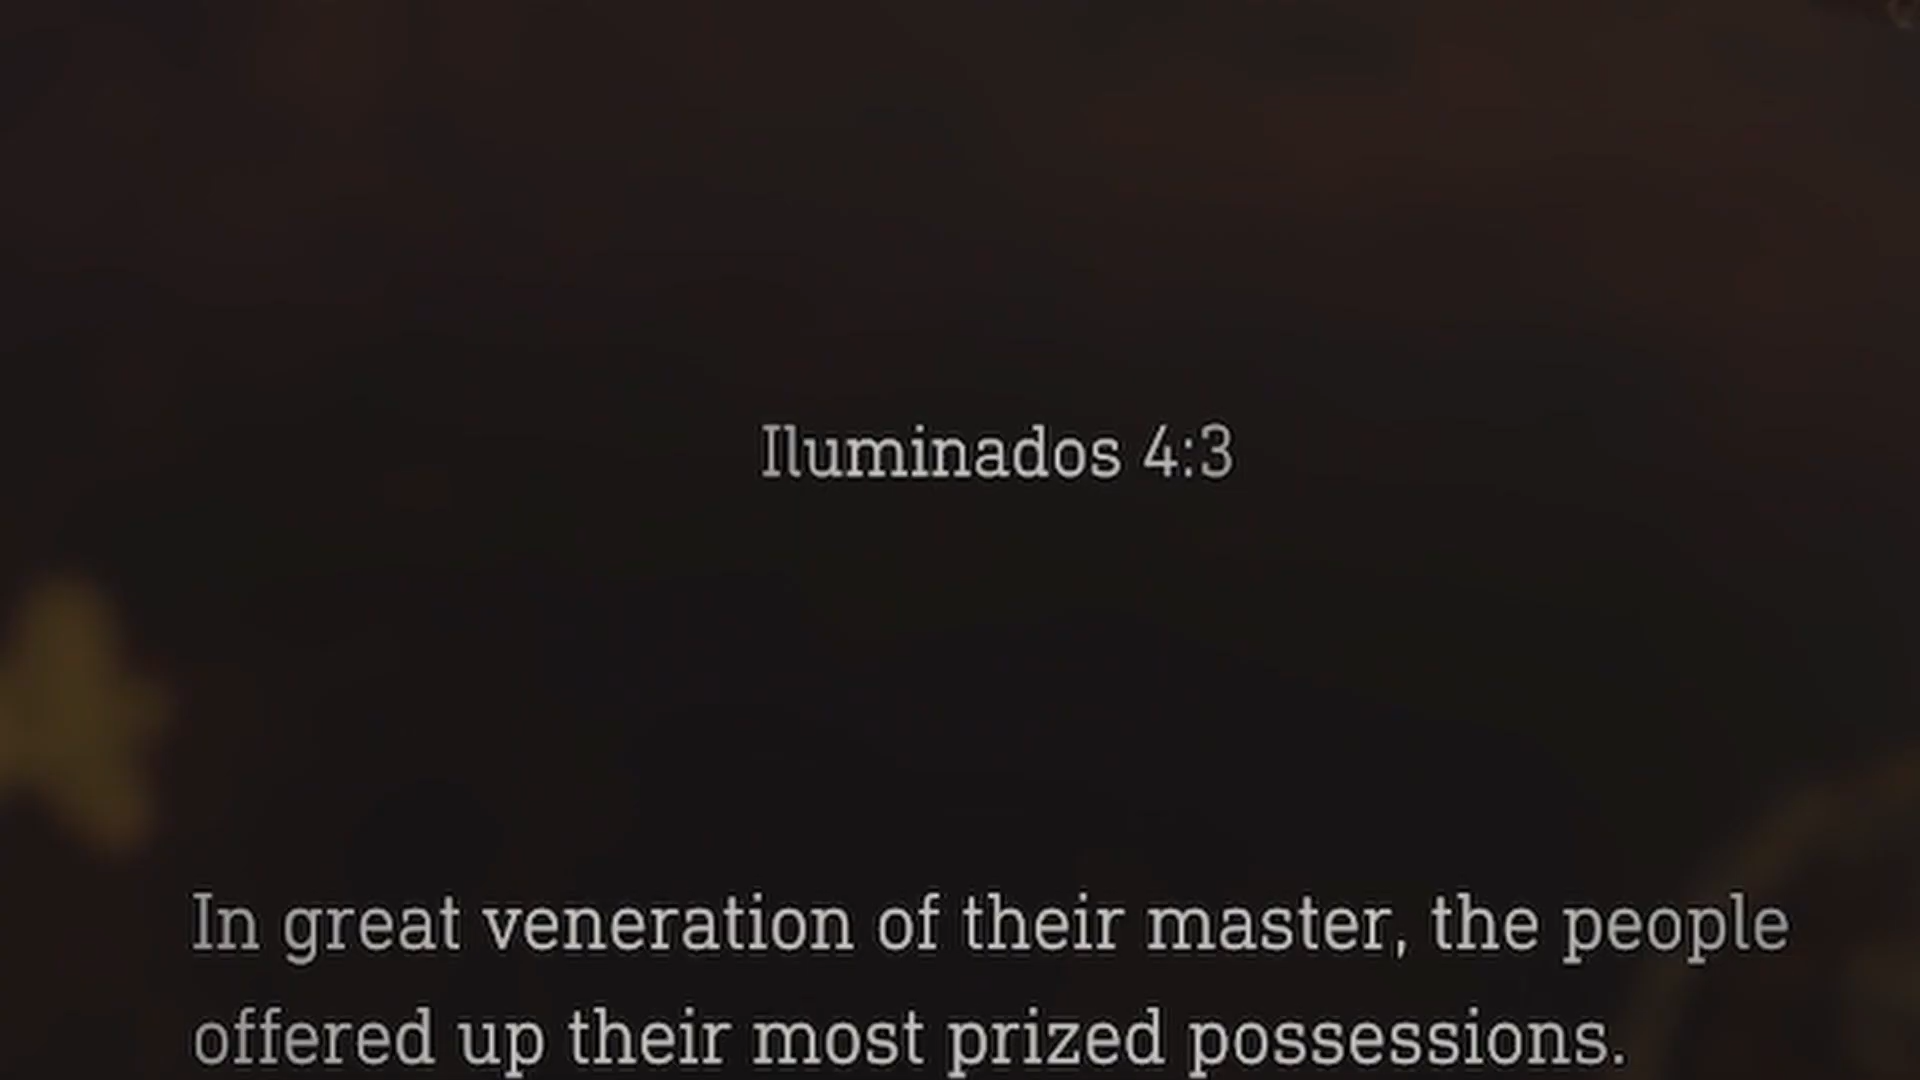 Iluminados 4:3
In great veneration of their master, the people
offered up their most prized possessions.